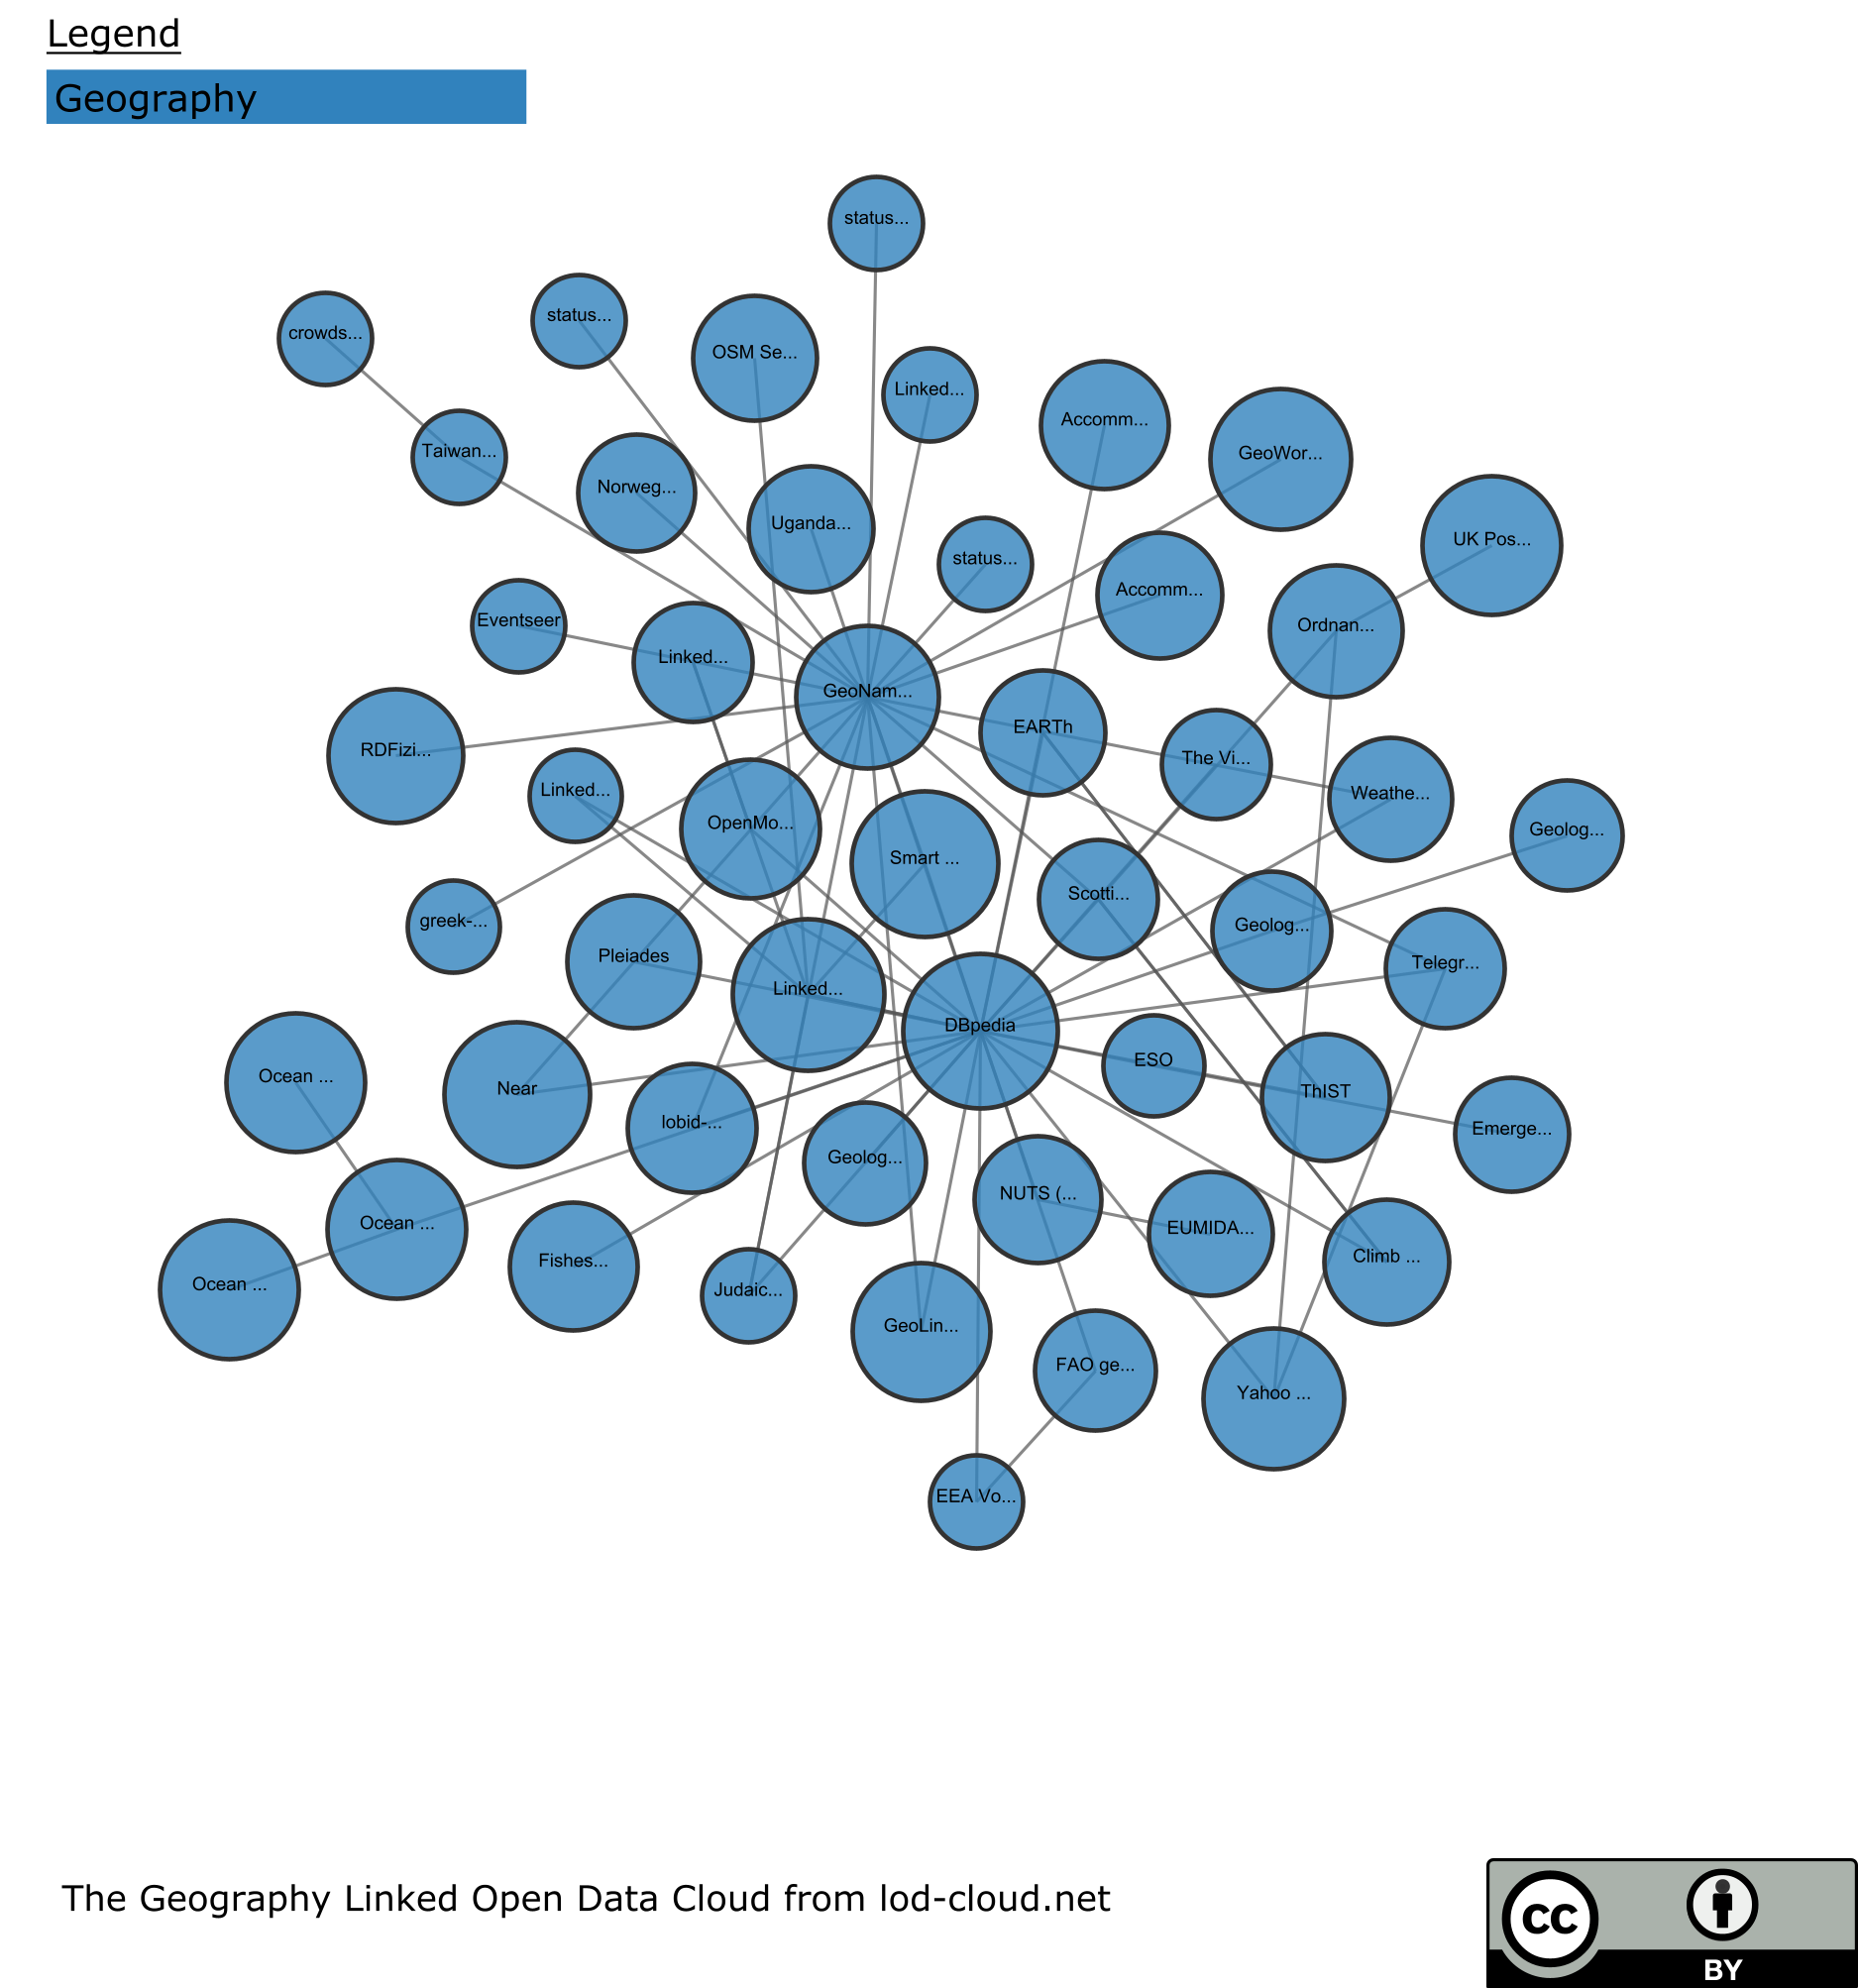 Legend
Geography
status...
status...
crowds...
OSM Se...
Linked...
Accomm...
GeoWor...
Taiwan...
Norweg...
Uganda...
UK Pos...
status...
Accomm...
Eventseer
Ordnan...
Linked...
GeoNam...
EARTh
RDFizi...
The Vi...
Linked...
Weathe...
OpenMo...
Geolog...
Smart ...
Scotti...
greek-...
Geolog...
Pleiades
Telegr...
Linked...
DBpedia
ESO
Ocean ...
Near
ThIST
lobid-...
Emerge...
Geolog...
NUTS (...
Ocean ...
EUMIDA...
Climb ...
Fishes...
Ocean ...
Judaic...
GeoLin...
FAO ge...
Yahoo ...
EEA Vo...
The Geography Linked Open Data Cloud from lod-cloud.net
cc
BY